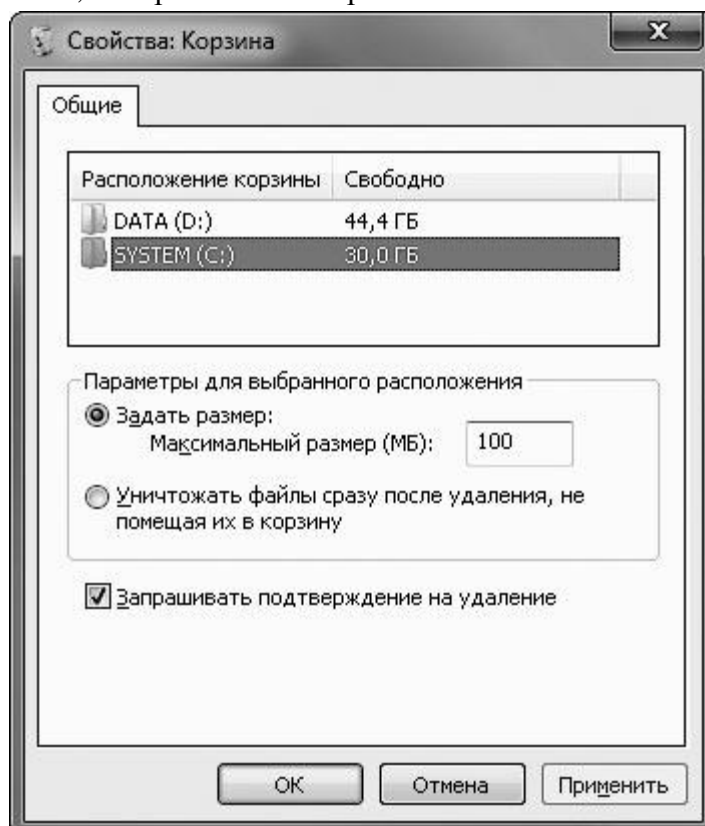 Свойства: Корзина
Общие
Расположение корзины Свободно
DATA (D:) 44,4 ГБ
SYSTEM (C:) 30,0 ГБ
Параметры для выбранного расположения
Задать размер:
Максимальный размер (МБ): 100
Уничтожать файлы сразу после удаления, не
помещая их в корзину
Запрашивать подтверждение на удаление
ОК Отмена Применить